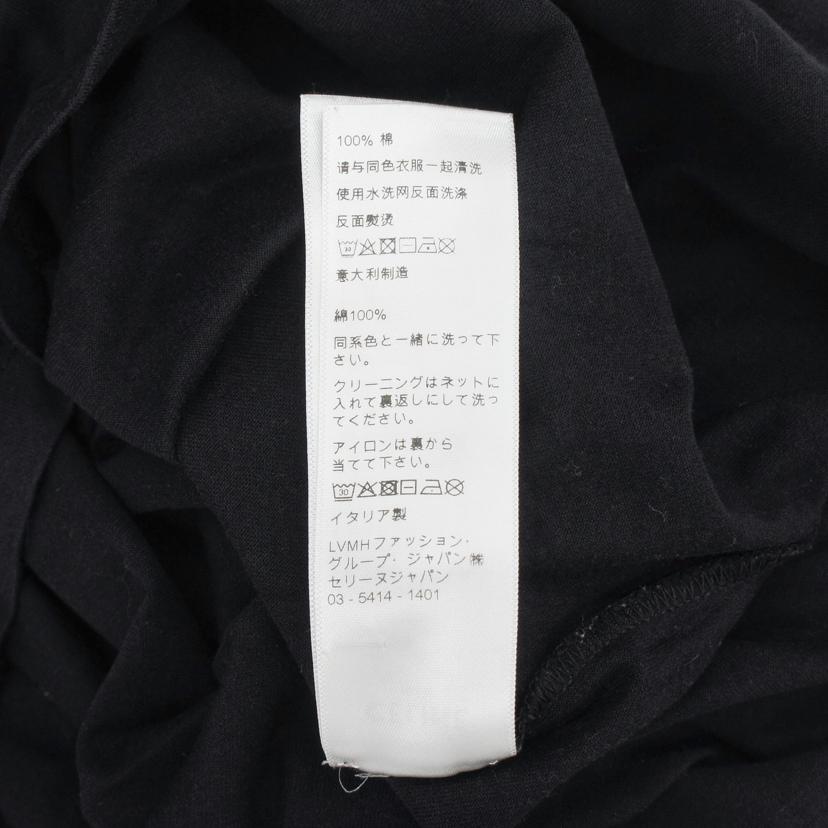 100% 棉
请与同色衣服一起清洗
使用水洗网反面洗涤
反面熨烫
30
意大利制造
綿100%
同系色と一緒に洗って下
さい。
クリーニングはネットに
入れて裏返しにして洗っ
てください。
アイロンは裏から
当てて下さい。
30
イタリア製
LVMHファッション·
グループ· ジャパン㈱
セリーヌジャパン
03 - 5414 - 1401